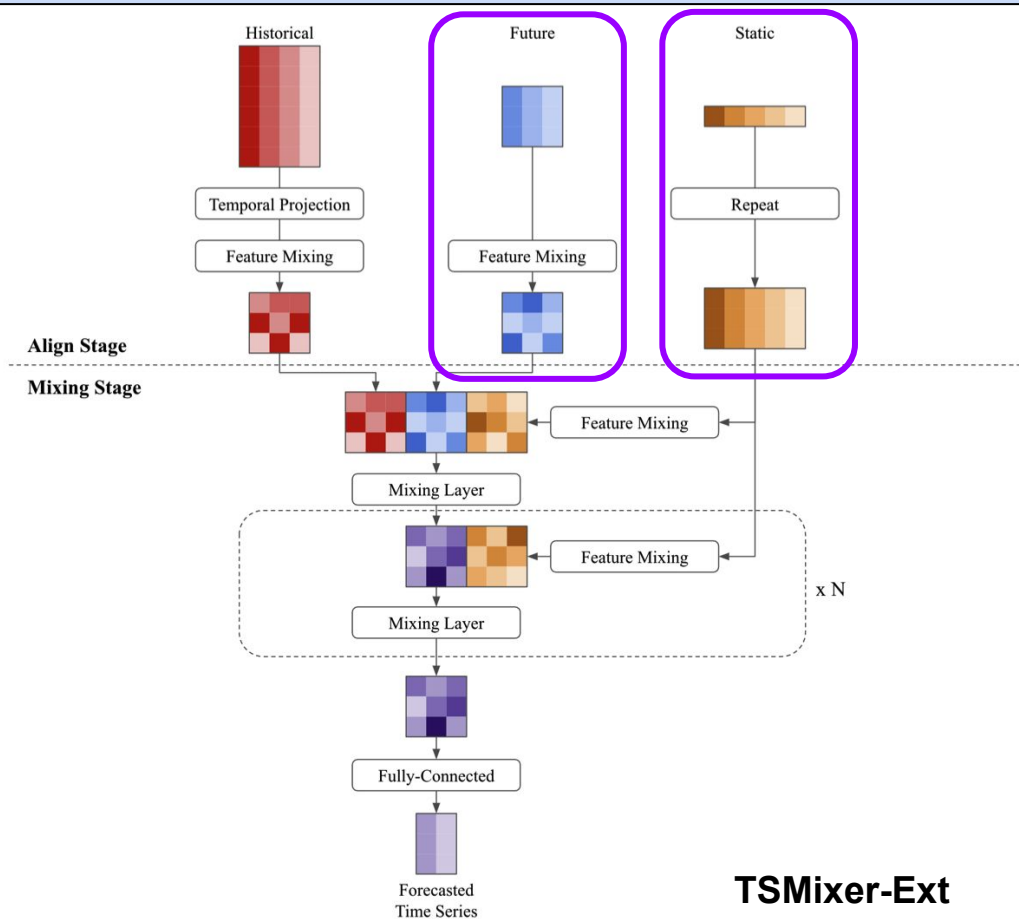 Historical
Future
Static
Temporal Projection
Repeat
Feature Mixing
Feature Mixing
Align Stage
Mixing Stage
Feature Mixing
Mixing Layer
Feature Mixing
x N
Mixing Layer
Fully-Connected
Forecasted
Time Series
TSMixer-Ext